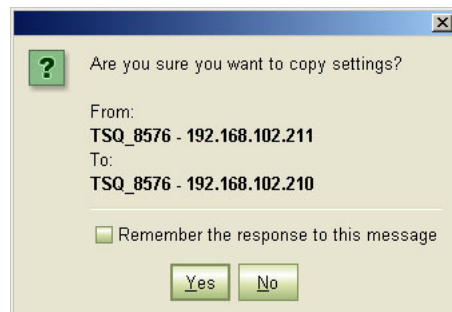 ?
Are you sure you want to copy settings?
From:
TSQ_8576 - 192.168.102.211
To:
TSQ_8576 - 192.168.102.210
Remember the response to this message
Yes No